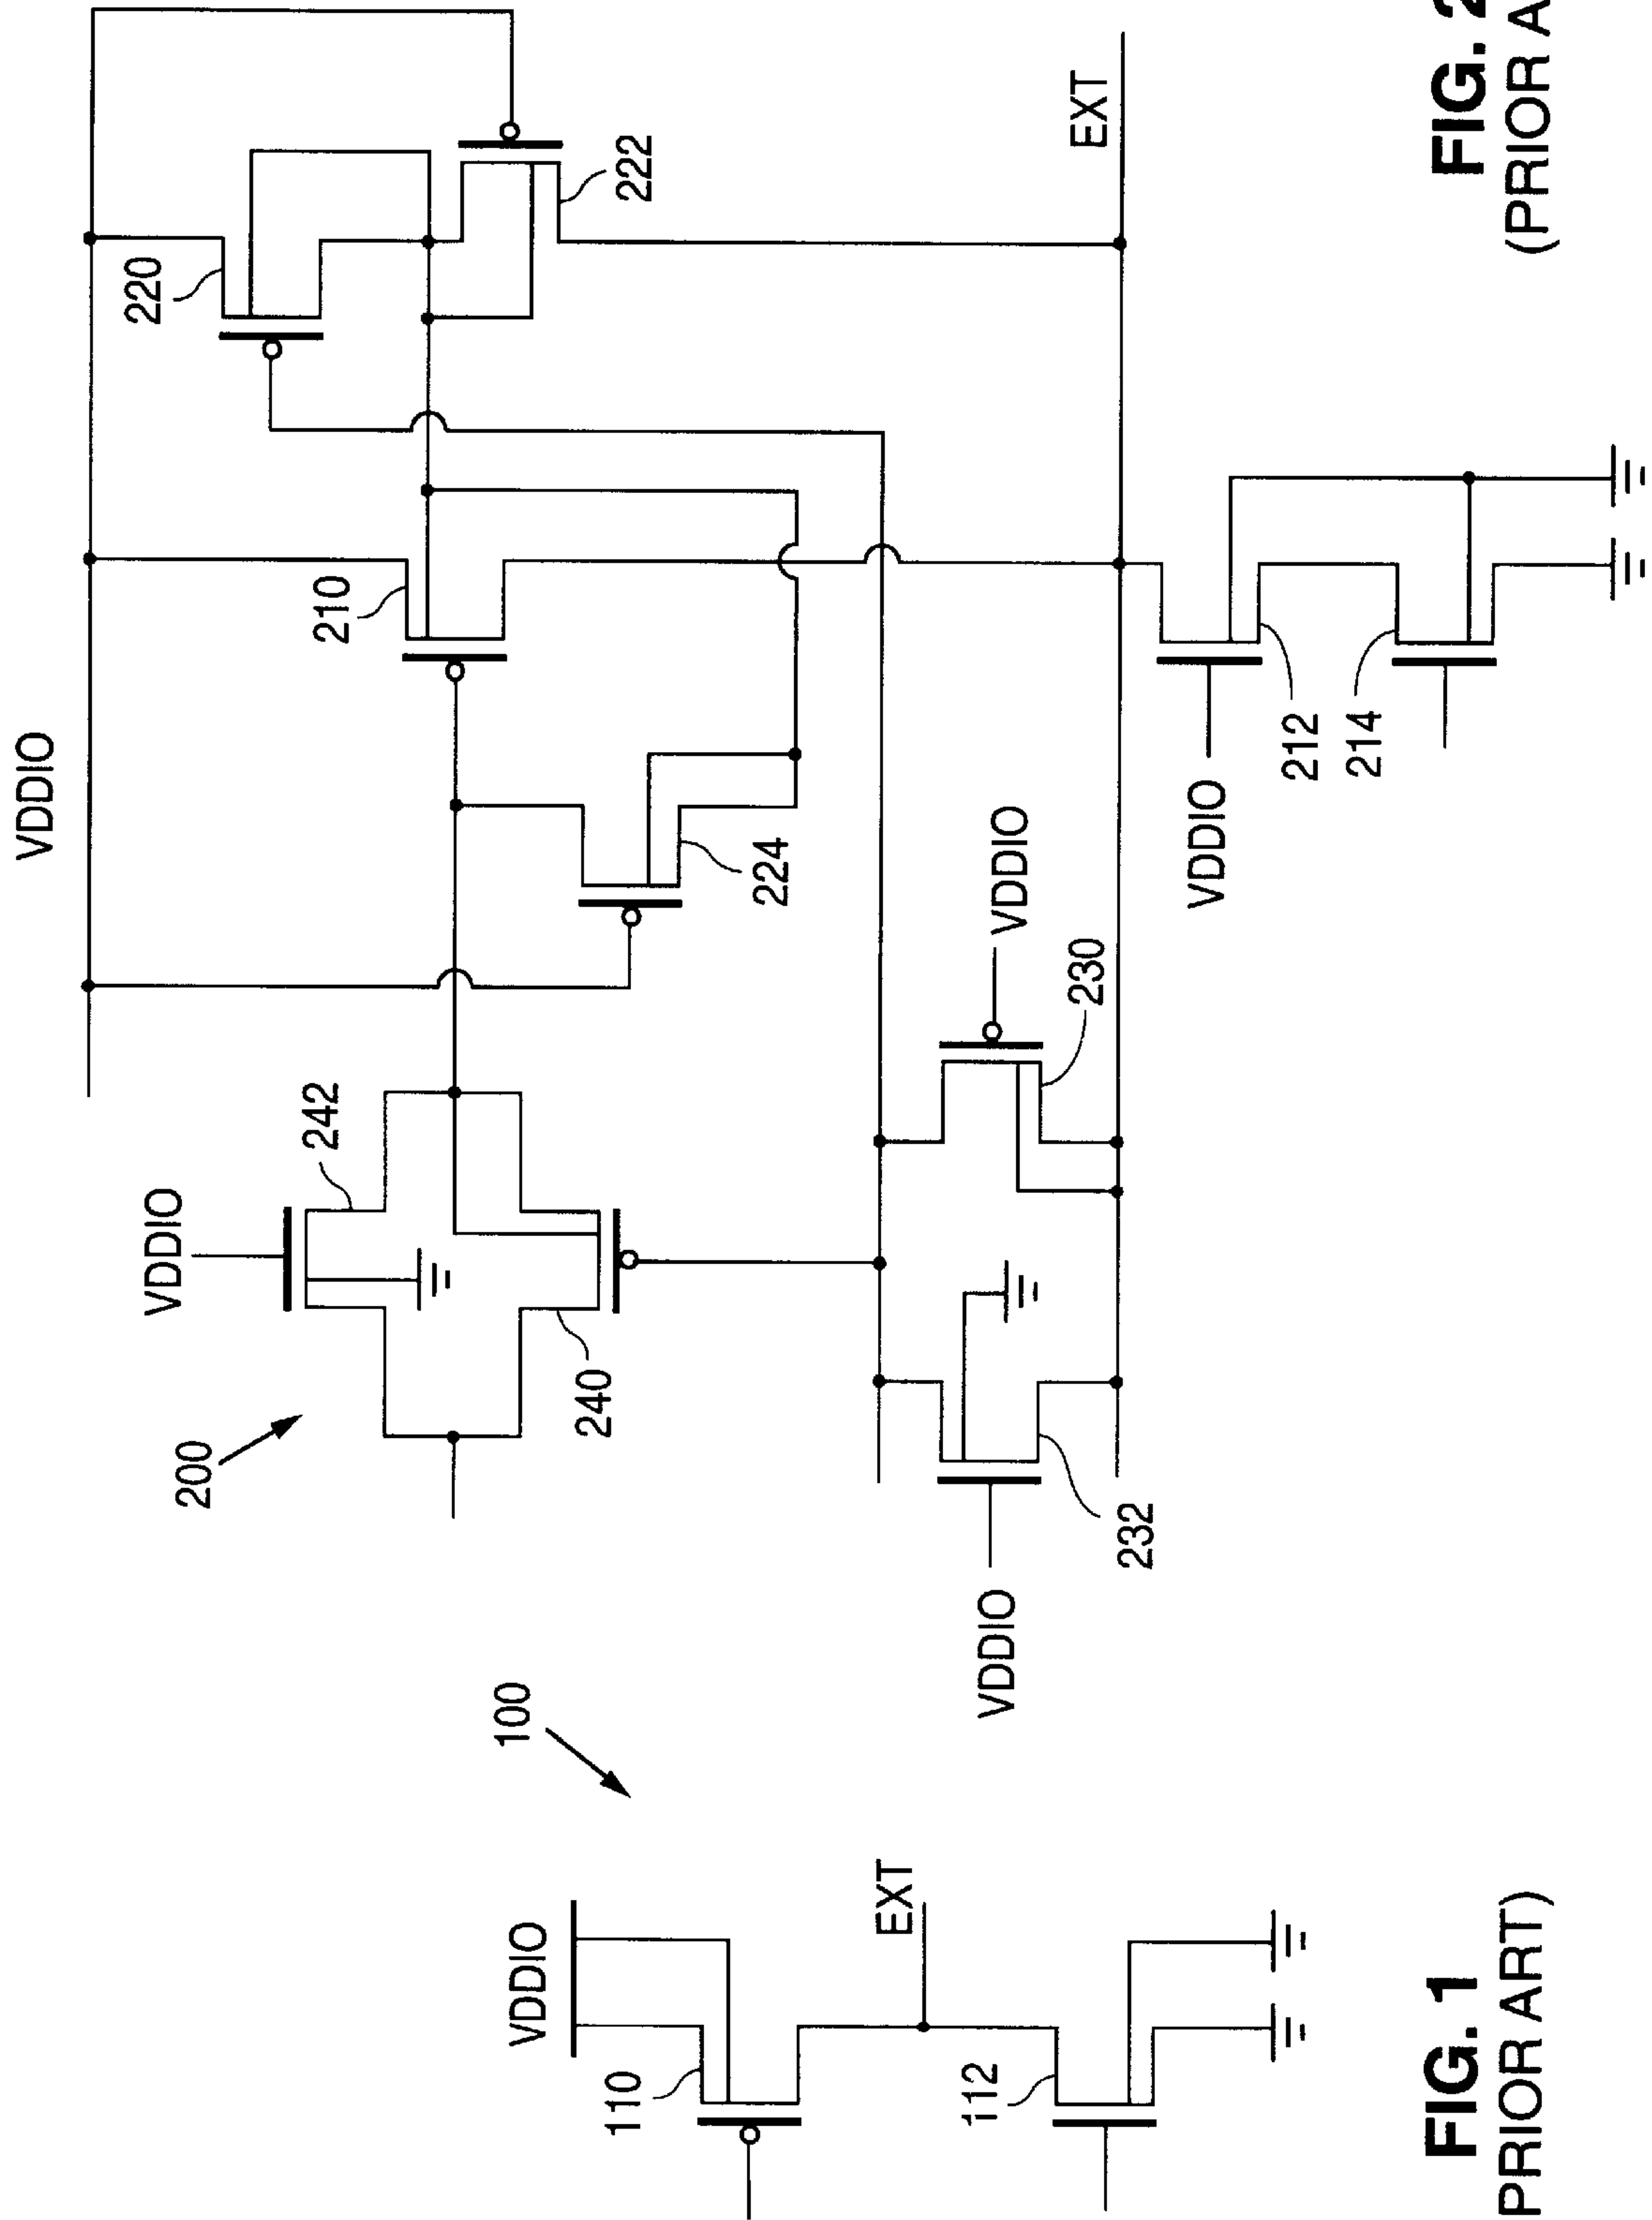 VDDIO
200
VDDIO
242
240
220
210
222
224
EXT
VDDIO
230
VDDIO
232
VDDIO
212
214
FIG. 2
(PRIOR A
100
VDDIO
110
EXT
112
FIG. 1
PRIOR ART)